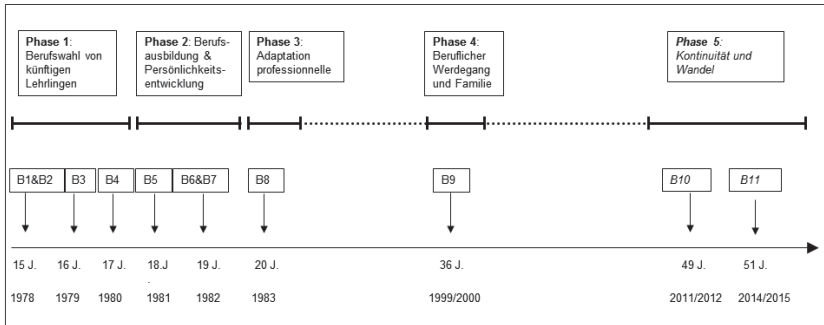 Phase 1:
Berufswahl von
künftigen
Lehrlingen
Phase 2: Berufs-
ausbildung &
Persönlichkeits-
entwicklung
Phase 3:
Adaptation
professionnelle
Phase 4:
Beruflicher
Werdegang
und Familie
Phase 5:
Kontinuität und
Wandel
B1&B2 B3 B4 B5 B6&B7 B8 B9 B10 B11
15 J. 16 J. 17 J. 18.J 19 J. 20 J. 36 J. 49 J. 51 J.
.
1978 1979 1980 1981 1982 1983 1999/2000 2011/2012 2014/2015